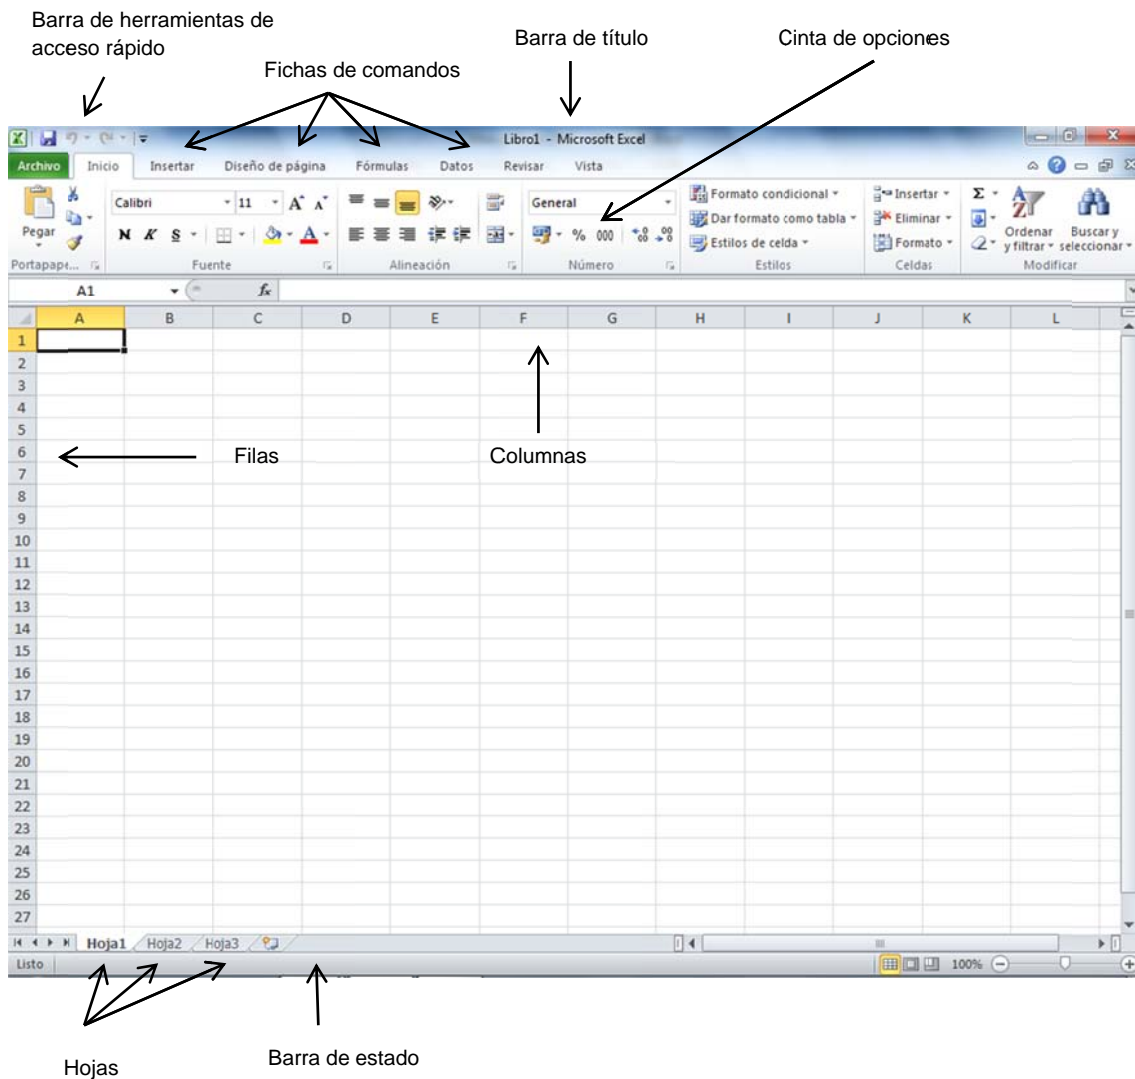 Barra de herramientas de
acceso rápido
Fichas de comandos
Barra de título
Cinta de opciones
Libro1 - Microsoft Excel
Archivo Inicio Insertar Diseño de página Fórmulas Datos Revisar Vista
Pegar
Calibri 11
N K S
A A
General
% 000
Formato condicional
Dar formato como tabla
Estilos de celda
Insertar
Eliminar
Formato
Σ
Ordenar y filtrar
Buscar y seleccionar
Portapape... Fuente Alineación Número Estilos Celdas Modificar
A1 fx
A B C D E F G H I J K L
1
2
3
4
5
6
Filas Columnas
7
8
9
10
11
12
13
14
15
16
17
18
19
20
21
22
23
24
25
26
27
Hoja1 Hoja2 Hoja3
Listo 100%
Hojas
Barra de estado